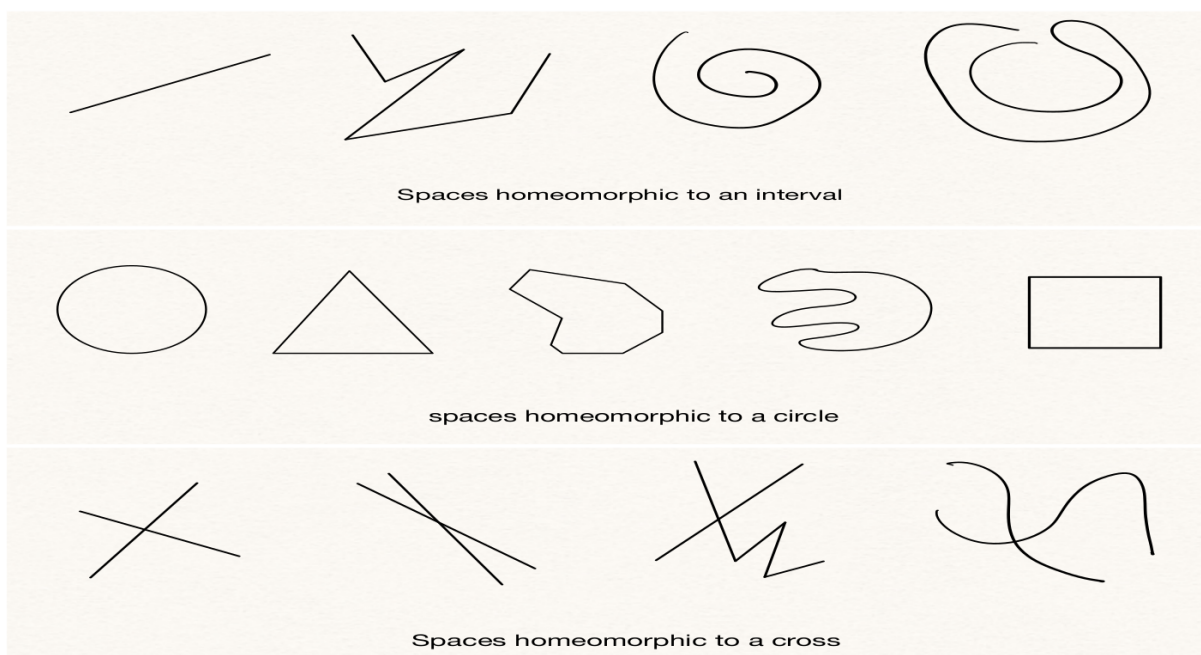 Spaces homeomorphic to an interval
spaces homeomorphic to a circle
Spaces homeomorphic to a cross